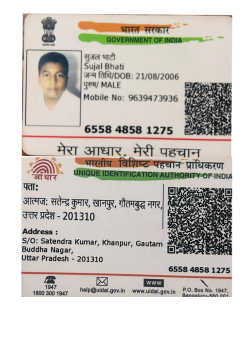 भारत सरकार
GOVERNMENT OF INDIA
सुजल भाटी
Sujal Bhati
जन्म तिथि/DOB: 21/08/2006
पुरुष/ MALE
Mobile No: 9639473936
6558 4858 1275
मेरा आधार, मेरी पहचान
भारतीय विशिष्ट पहचान प्राधिकरण
UNIQUE IDENTIFICATION AUTHORITY OF INDIA
आधार
पता:
आत्मज: सतेन्द्र कुमार, खानपुर, गौतमबुद्ध नगर,
उत्तर प्रदेश - 201310
Address :
S/O: Satendra Kumar, Khanpur, Gautam
Buddha Nagar,
Uttar Pradesh - 201310
6558 4858 1275
1947
1800 300 1947
help@uidai.gov.in
www
www.uidai.gov.in
P.O. Box No. 1947,
Bengaluru-560 001